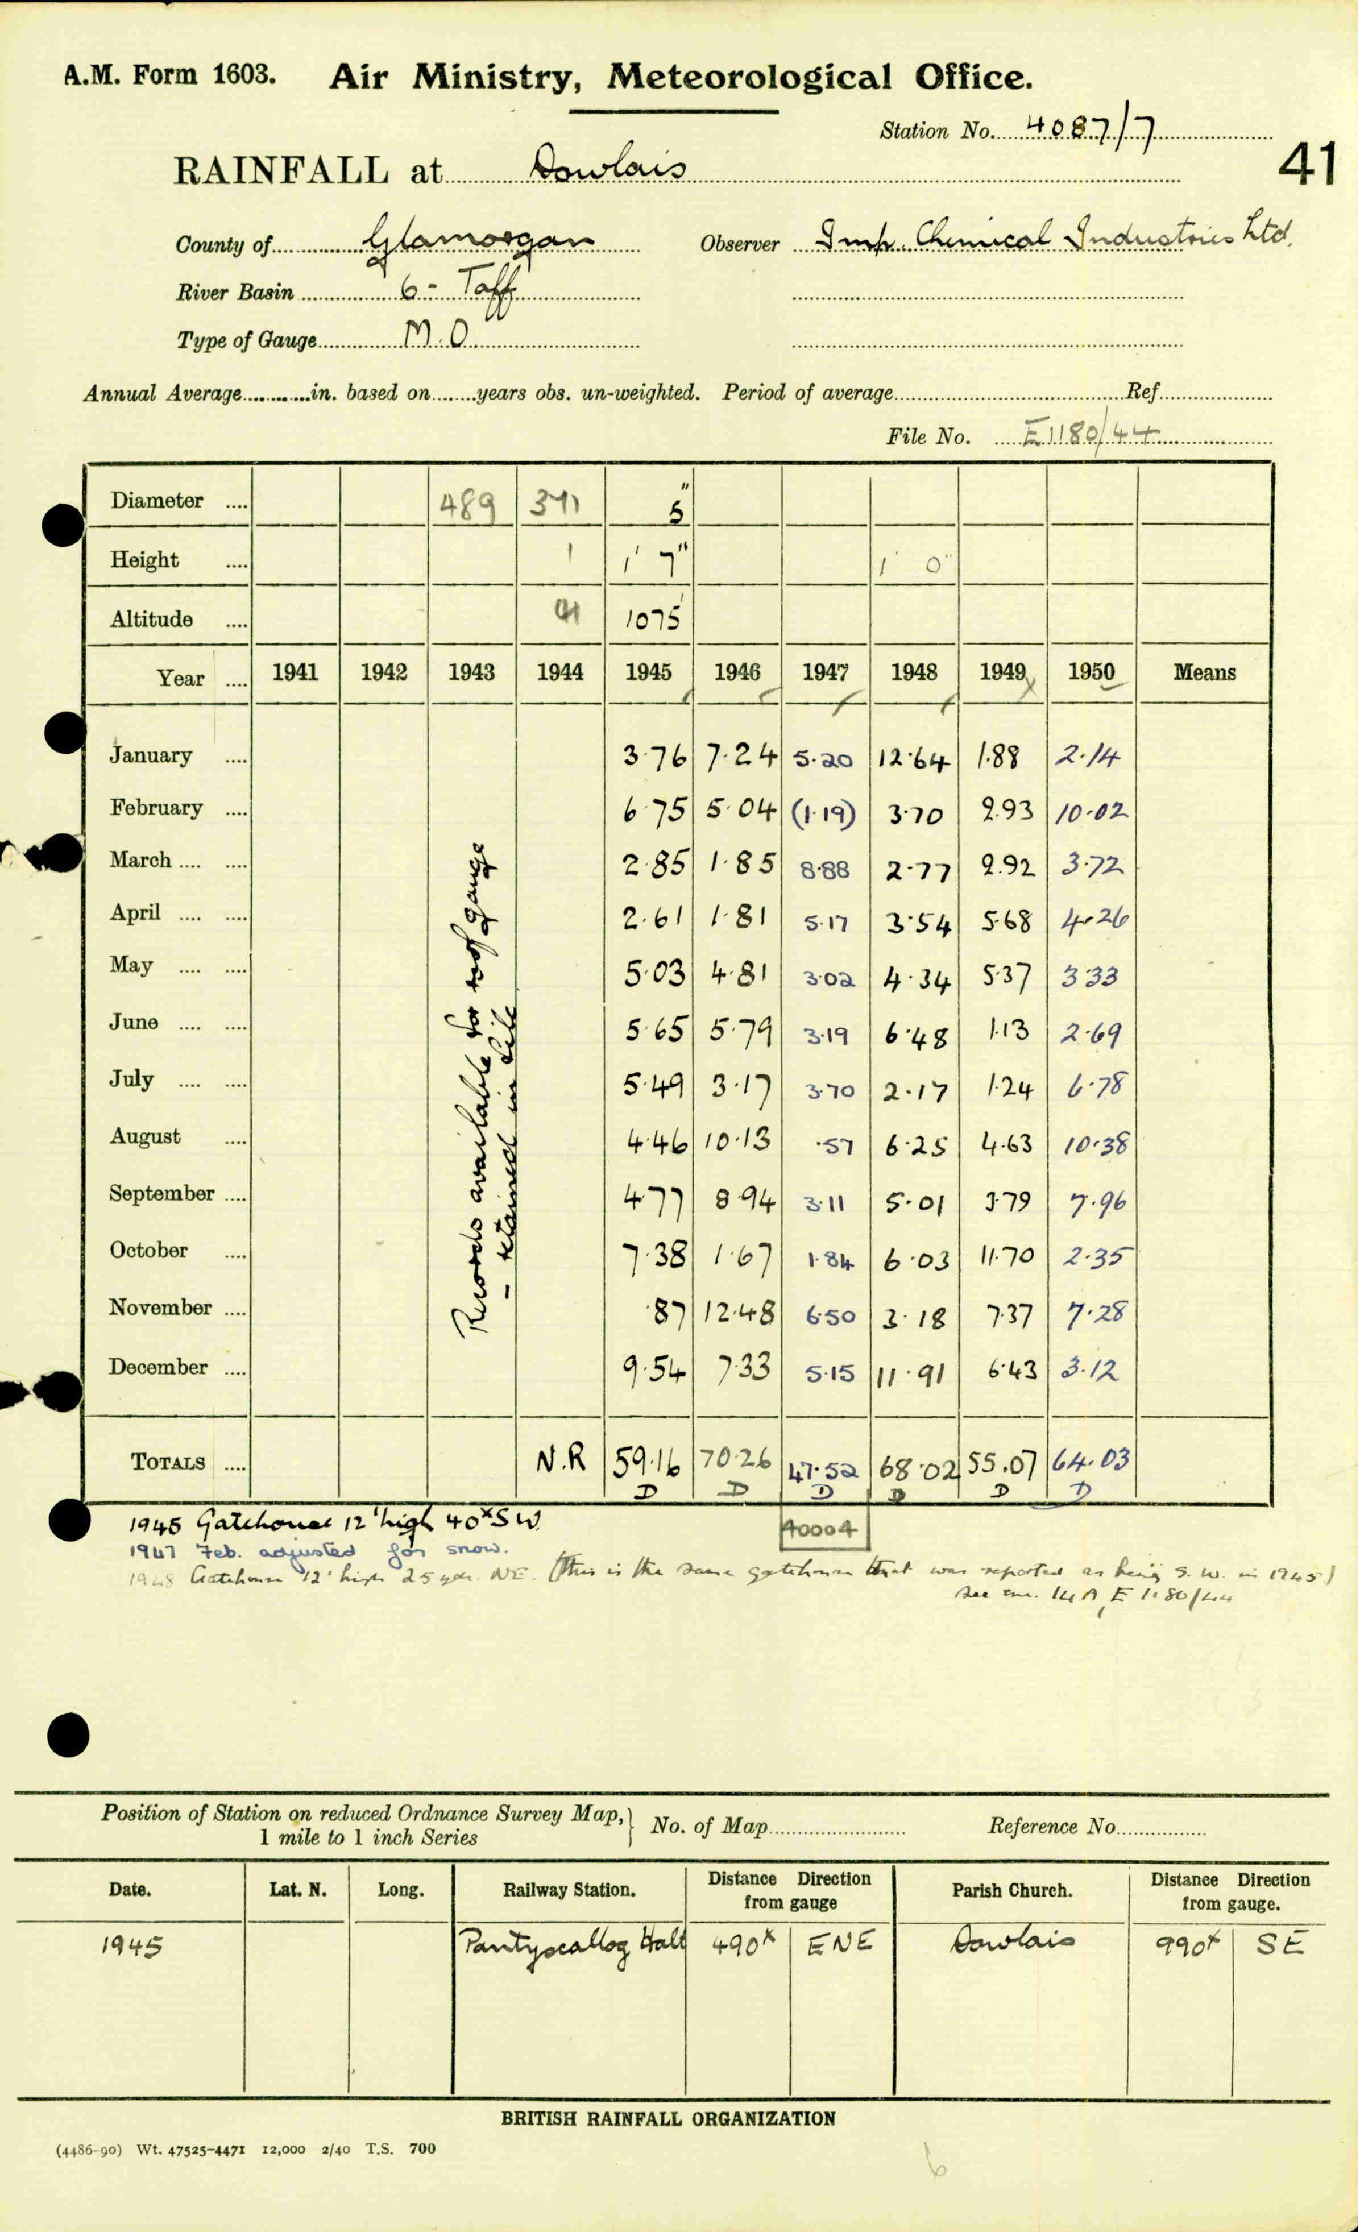 A.M. Form 1603. Air Ministry, Meteorological Office.
Station No. 4087/7
41
RAINFALL at Dowlais
County of Glamorgan Observer Imp. Chemical Industries Ltd.
River Basin 6 - Taff
Type of Gauge M.O
Annual Average in. based on years obs. un-weighted. Period of average Ref.
File No. E1180/44
Diameter 489 371 5"
Height 1 1' 7" 1' 0"
Altitude 1075
Year 1941 1942 1943 1944 1945 1946 1947 1948 1949 1950 Means
January 3.76 7.24 5.20 12.64 1.88 2.14
February 6.75 5.04 (1.19) 3.70 2.93 10.02
March 2.85 1.85 8.88 2.77 2.92 3.72
April 2.61 1.81 5.17 3.54 5.68 4.26
May 5.03 4.81 3.02 4.34 5.37 3.33
June 5.65 5.79 3.19 6.48 1.13 2.69
July 5.49 3.17 3.70 2.17 1.24 6.78
August 4.46 10.13 .57 6.25 4.63 10.38
September 4.77 8.94 3.11 5.01 3.79 7.96
October 7.38 1.67 1.84 6.03 11.70 2.35
November .87 12.48 6.50 3.18 7.37 7.28
December 9.54 7.33 5.15 11.91 6.43 3.12
Records available for roof gauge
- retained in file
TOTALS N.R 59.16 70.26 47.52 68.02 55.07 64.03
D D D D D D
1945 Gatehouse 12' high 40x SW
40004
1947 Feb. adjusted for snow.
1948 Gatehouse 12' high 25 yds. NE. (this is the same gatehouse that was reported as being S.W. in 1945)
see enc. 14A, E 1180/44
Position of Station on reduced Ordnance Survey Map, 1 mile to 1 inch Series No. of Map Reference No.
Date. Lat. N. Long. Railway Station. Distance Direction from gauge Parish Church. Distance Direction from gauge.
1945 Pantyscallog Halt 490x ENE Dowlais 990x SE
BRITISH RAINFALL ORGANIZATION
(4486-90) Wt. 47525-4471 12,000 2/40 T.S. 700
6